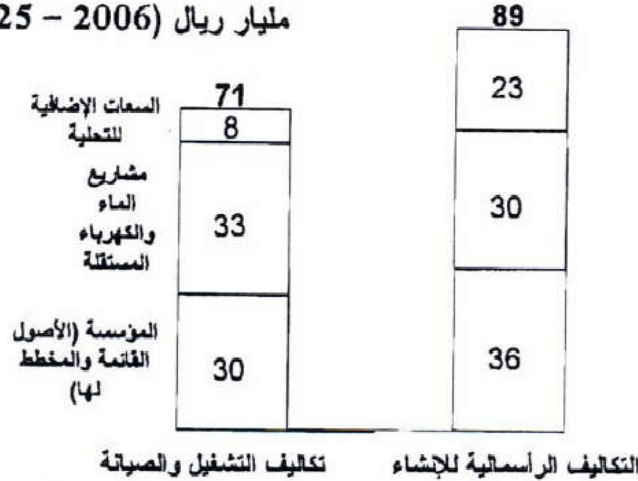 مليار ريال (2006 – 25
89
71
السعات الإضافية
للتحلية
8
23
مشاريع
الماء
والكهرباء
المستقلة
33
30
المؤسسة (الأصول
القائمة والمخطط
لها)
30
36
تكاليف التشغيل والصيانة
التكاليف الرأسمالية للإنشاء